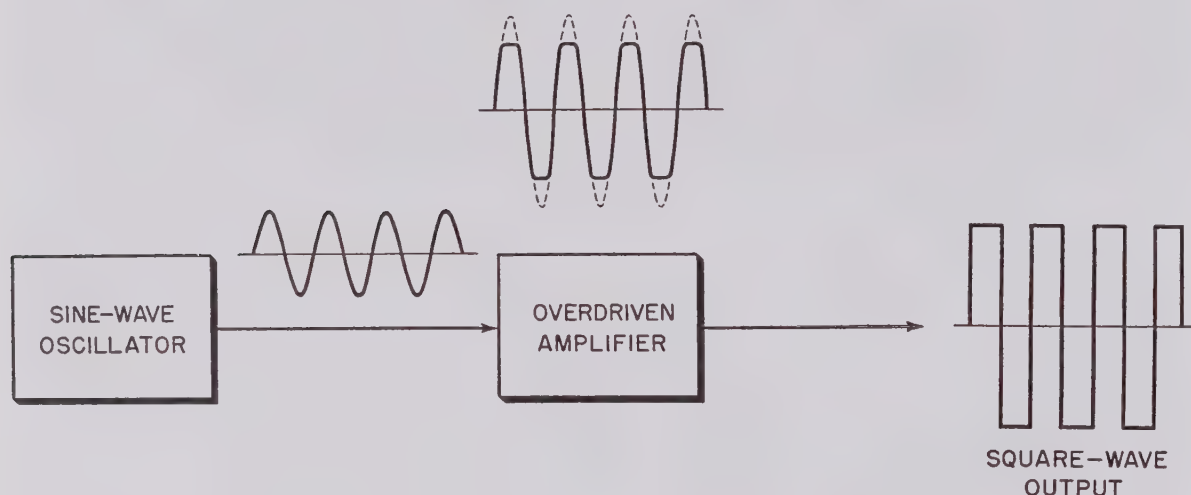 SINE-WAVE
OSCILLATOR
OVERDRIVEN
AMPLIFIER
SQUARE-WAVE
OUTPUT